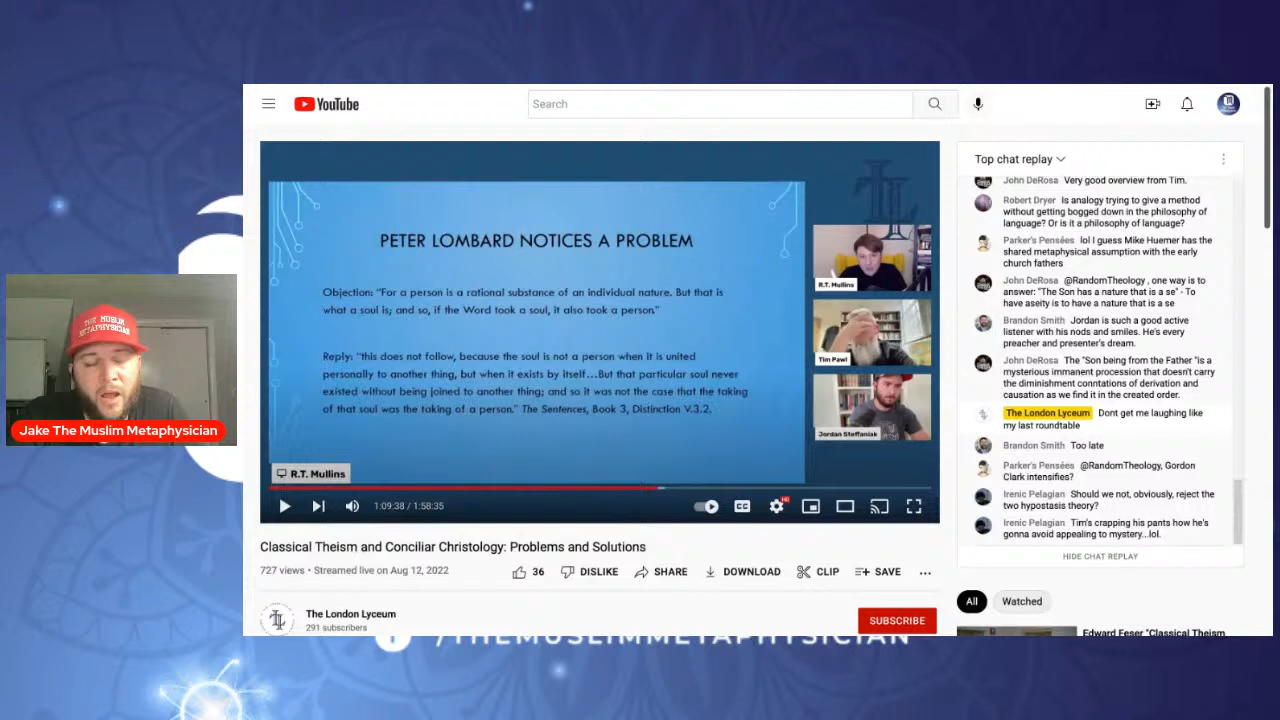 YouTube
Search
PETER LOMBARD NOTICES A PROBLEM
Objection: "For a person is a rational substance of an individual nature. But that is
what a soul is; and so, if the Word took a soul, it also took a person."
Reply: "this does not follow, because the soul is not a person when it is united
personally to another thing, but when it exists by itself...But that particular soul never
existed without being joined to another thing; and so it was not the case that the taking
of that soul was the taking of a person." The Sentences, Book 3, Distinction V.3.2.
R.T. Mullins
R.T. Mullins
Tim Pawl
Jordan Steffaniak
1:09:38 / 1:58:35
CC
HD
Classical Theism and Conciliar Christology: Problems and Solutions
727 views • Streamed live on Aug 12, 2022
36
DISLIKE
SHARE
DOWNLOAD
CLIP
SAVE
The London Lyceum
291 subscribers
SUBSCRIBE
Top chat replay
John DeRosa Very good overview from Tim.
Robert Dryer Is analogy trying to give a method
without getting bogged down in the philosophy of
language? Or is it a philosophy of language?
Parker's Pensées lol I guess Mike Huemer has the
shared metaphysical assumption with the early
church fathers
John DeRosa @RandomTheology , one way is to
answer: "The Son has a nature that is a se" - To
have aseity is to have a nature that is a se
Brandon Smith Jordan is such a good active
listener with his nods and smiles. He's every
preacher and presenter's dream.
John DeRosa The "Son being from the Father "is a
mysterious immanent procession that doesn't carry
the diminishment conntations of derivation and
causation as we find it in the created order.
The London Lyceum Dont get me laughing like
my last roundtable
Brandon Smith Too late
Parker's Pensées @RandomTheology, Gordon
Clark intensifies?
Irenic Pelagian Should we not, obviously, reject the
two hypostasis theory?
Irenic Pelagian Tim's crapping his pants how he's
gonna avoid appealing to mystery...lol.
HIDE CHAT REPLAY
All
Watched
Edward Feser "Classical Theism
THE MUSLIM
METAPHYSICIAN
Jake The Muslim Metaphysician
/THEMUSLIMMETAPHYSICIAN